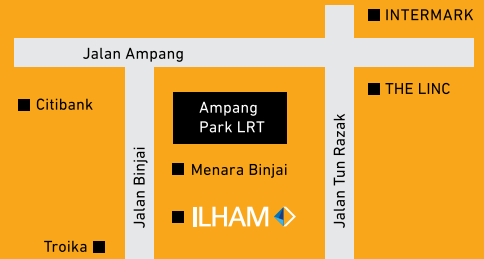 INTERMARK
Jalan Ampang
THE LINC
Citibank
Ampang
Park LRT
Jalan Binjai
Jalan Tun Razak
Menara Binjai
ILHAM
Troika